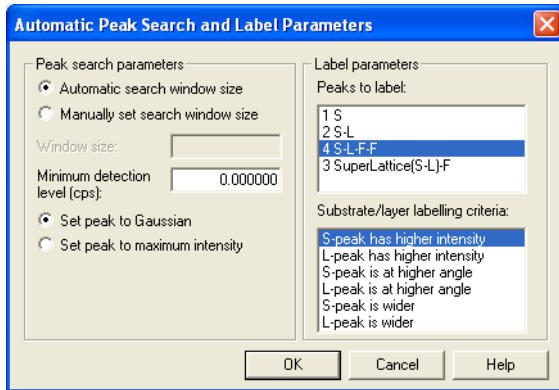 Automatic Peak Search and Label Parameters
Peak search parameters
Automatic search window size
Manually set search window size
Window size:
Minimum detection
level (cps):
0.000000
Set peak to Gaussian
Set peak to maximum intensity
Label parameters
Peaks to label:
1 S
2 S-L
4 S-L-F-F
3 SuperLattice(S-L)-F
Substrate/layer labelling criteria:
S-peak has higher intensity
L-peak has higher intensity
S-peak is at higher angle
L-peak is at higher angle
S-peak is wider
L-peak is wider
OK
Cancel
Help